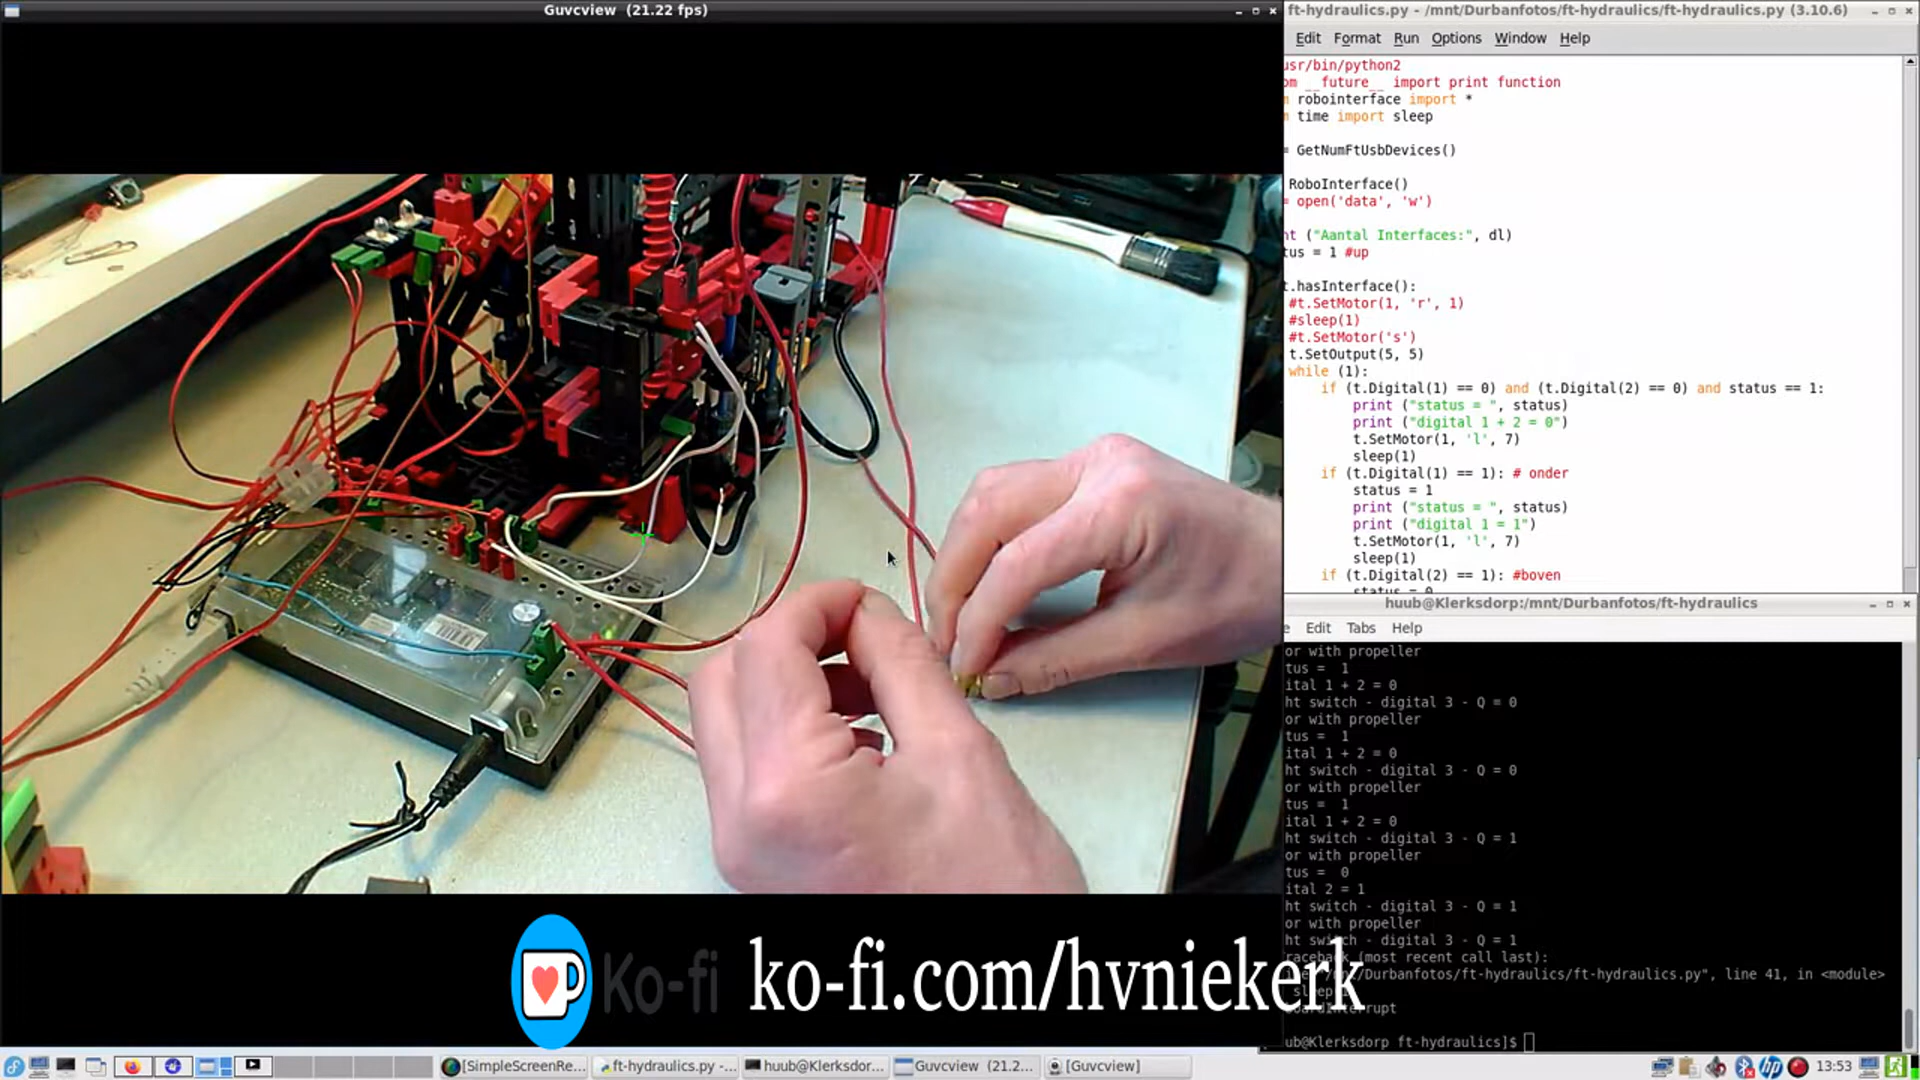 Guvcview (21.22 fps)
ft-hydraulics.py - /mnt/Durbanfotos/ft-hydraulics/ft-hydraulics.py (3.10.6)
Edit Format Run Options Window Help
usr/bin/python2
om __future__ import print function
robointerface import *
time import sleep
= GetNumFtUsbDevices()
RoboInterface()
= open('data', 'w')
nt ("Aantal Interfaces:", dl)
tus = 1 #up
t.hasInterface():
#t.SetMotor(1, 'r', 1)
#sleep(1)
#t.SetMotor('s')
t.SetOutput(5, 5)
while (1):
if (t.Digital(1) == 0) and (t.Digital(2) == 0) and status == 1:
print ("status = ", status)
print ("digital 1 + 2 = 0")
t.SetMotor(1, 'l', 7)
sleep(1)
if (t.Digital(1) == 1): # onder
status = 1
print ("status = ", status)
print ("digital 1 = 1")
t.SetMotor(1, 'l', 7)
sleep(1)
if (t.Digital(2) == 1): #boven
status = 0
huub@Klerksdorp:/mnt/Durbanfotos/ft-hydraulics
e Edit Tabs Help
or with propeller
tus = 1
ital 1 + 2 = 0
ht switch - digital 3 - Q = 0
or with propeller
tus = 1
ital 1 + 2 = 0
ht switch - digital 3 - Q = 0
or with propeller
tus = 1
ital 1 + 2 = 0
ht switch - digital 3 - Q = 1
or with propeller
tus = 0
ital 2 = 1
ht switch - digital 3 - Q = 1
or with propeller
ht switch - digital 3 - Q = 1
raceback (most recent call last):
/mnt/Durbanfotos/ft-hydraulics/ft-hydraulics.py", line 41, in <module>
sleep
oardInterrupt
ub@Klerksdorp ft-hydraulics]$
Ko-fi ko-fi.com/hvniekerk
[SimpleScreenRe... ft-hydraulics.py -... huub@Klerksdor... Guvcview (21.2... [Guvcview] 13:53